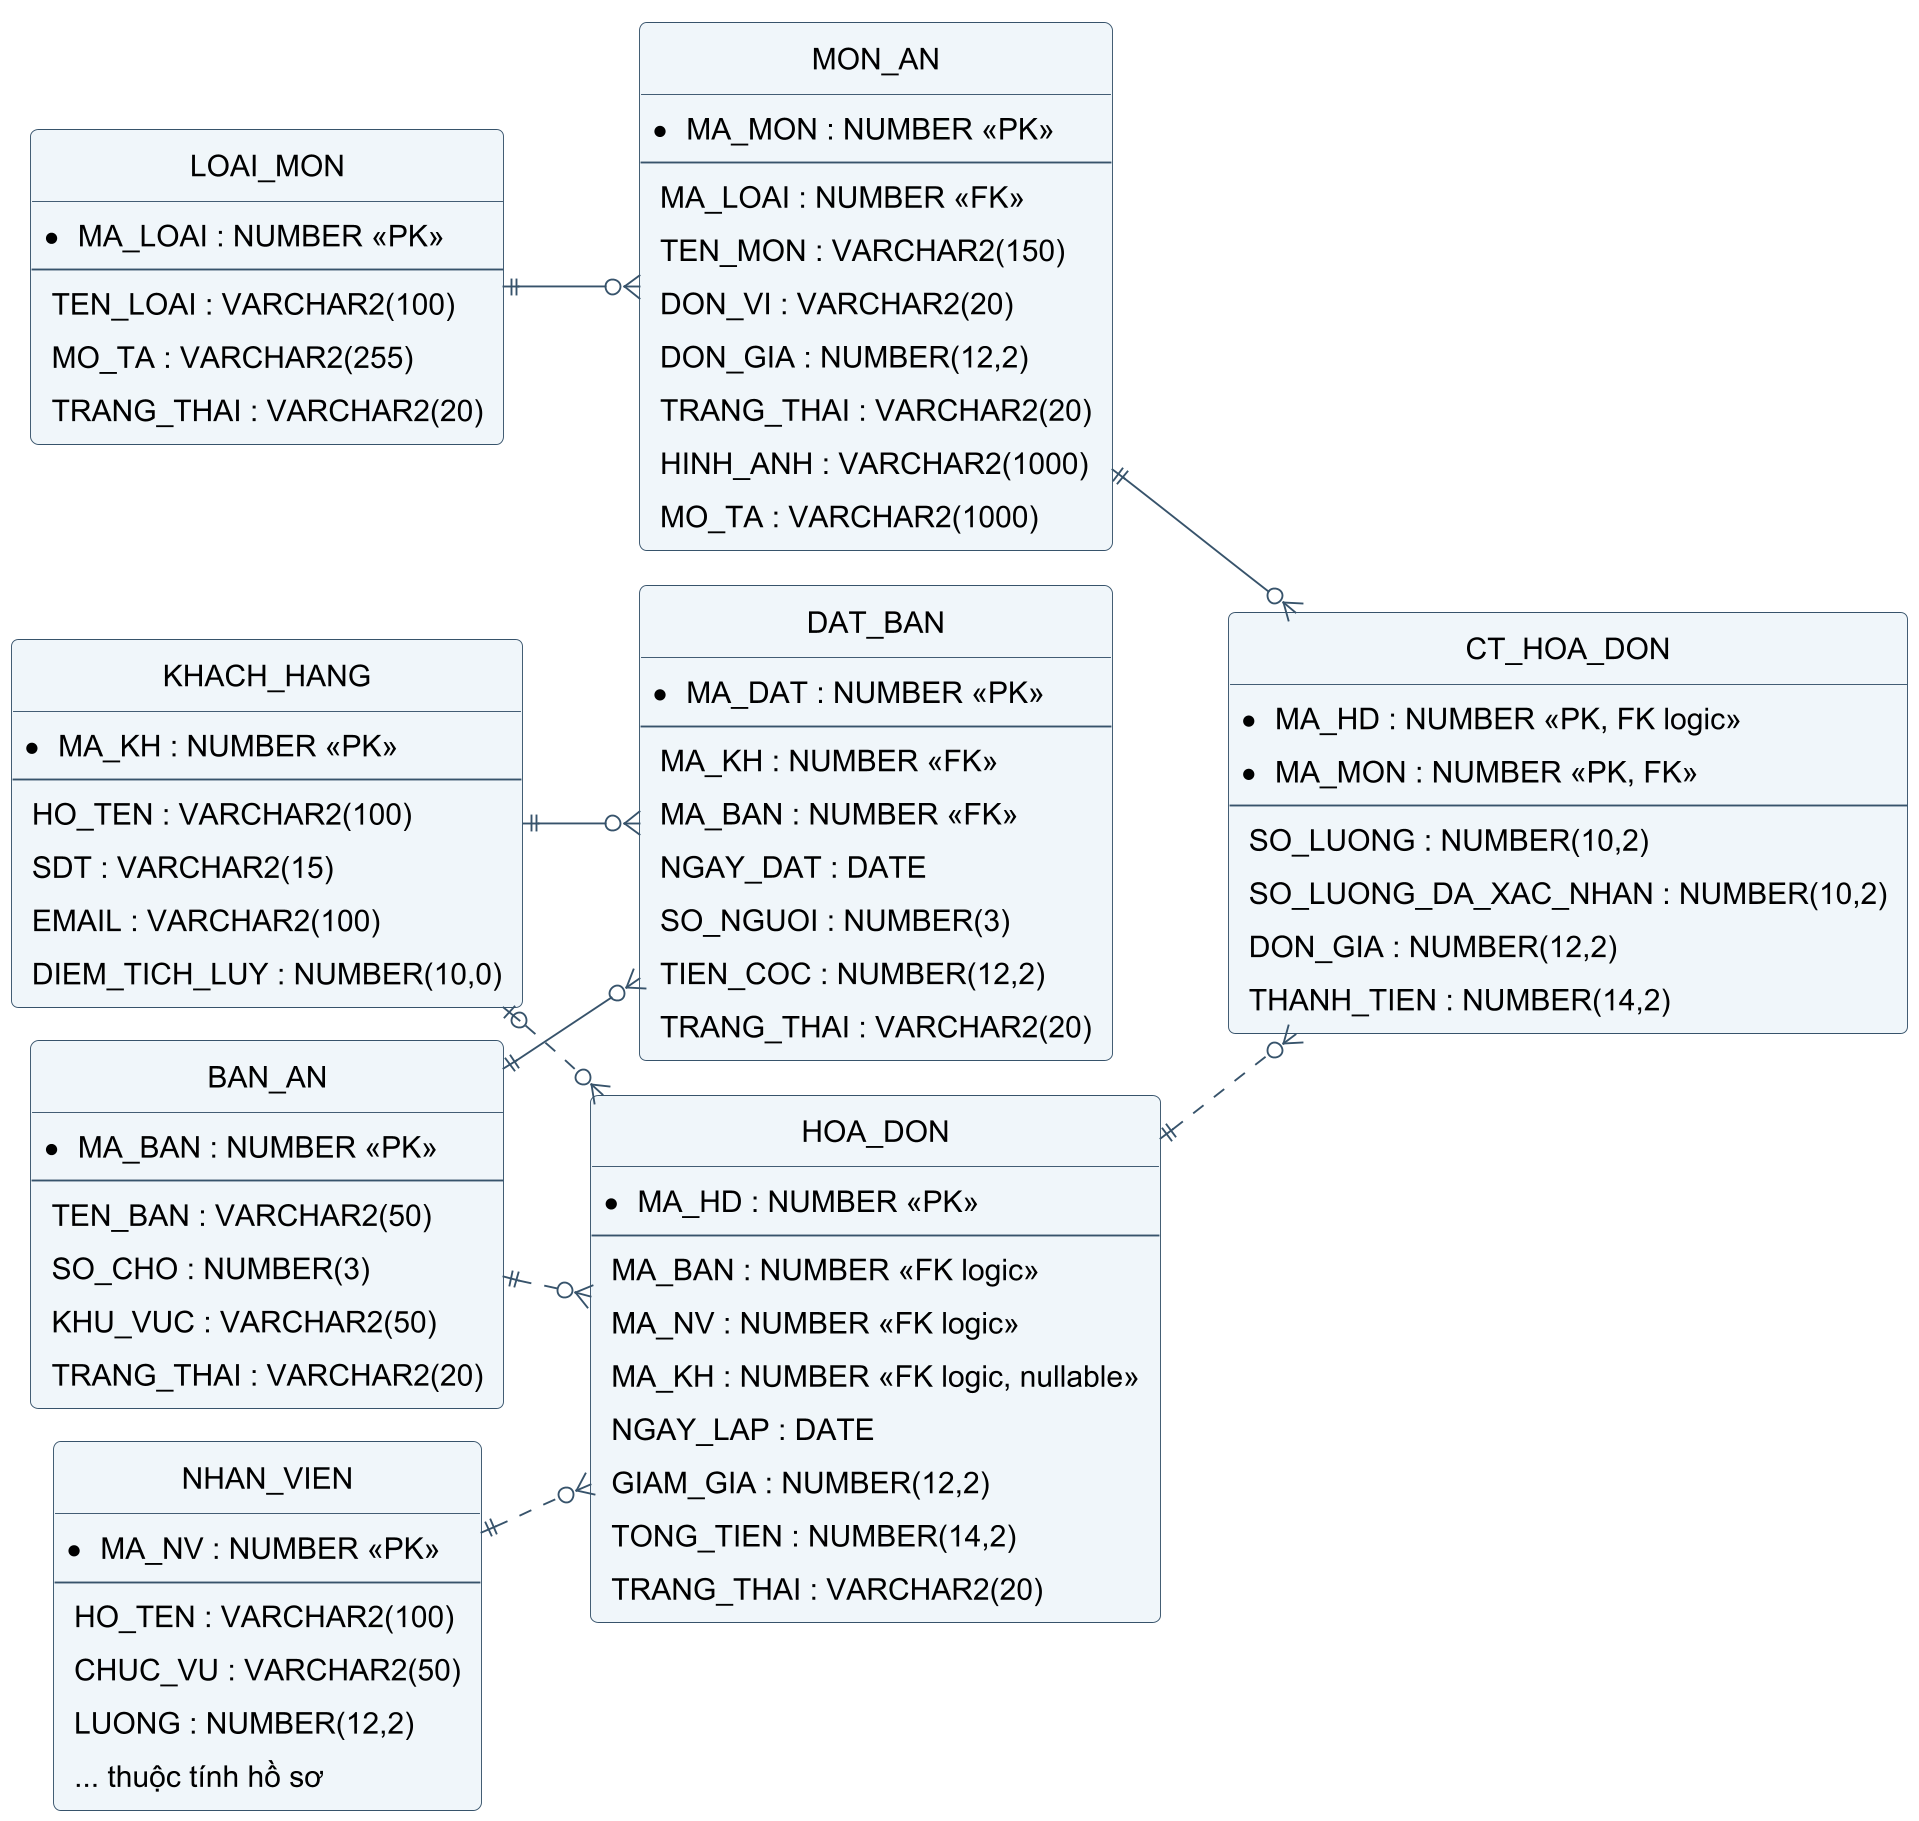 MON_AN
MA_MON : NUMBER «PK»
MA_LOAI : NUMBER «FK»
TEN_MON : VARCHAR2(150)
DON_VI : VARCHAR2(20)
DON_GIA : NUMBER(12,2)
TRANG_THAI : VARCHAR2(20)
HINH_ANH : VARCHAR2(1000)
MO_TA : VARCHAR2(1000)
LOAI_MON
MA_LOAI : NUMBER «PK»
TEN_LOAI : VARCHAR2(100)
MO_TA : VARCHAR2(255)
TRANG_THAI : VARCHAR2(20)
DAT_BAN
MA_DAT : NUMBER «PK»
MA_KH : NUMBER «FK»
MA_BAN : NUMBER «FK»
NGAY_DAT : DATE
SO_NGUOI : NUMBER(3)
TIEN_COC : NUMBER(12,2)
TRANG_THAI : VARCHAR2(20)
CT_HOA_DON
MA_HD : NUMBER «PK, FK logic»
MA_MON : NUMBER «PK, FK»
SO_LUONG : NUMBER(10,2)
SO_LUONG_DA_XAC_NHAN : NUMBER(10,2)
DON_GIA : NUMBER(12,2)
THANH_TIEN : NUMBER(14,2)
KHACH_HANG
MA_KH : NUMBER «PK»
HO_TEN : VARCHAR2(100)
SDT : VARCHAR2(15)
EMAIL : VARCHAR2(100)
DIEM_TICH_LUY : NUMBER(10,0)
BAN_AN
MA_BAN : NUMBER «PK»
TEN_BAN : VARCHAR2(50)
SO_CHO : NUMBER(3)
KHU_VUC : VARCHAR2(50)
TRANG_THAI : VARCHAR2(20)
HOA_DON
MA_HD : NUMBER «PK»
MA_BAN : NUMBER «FK logic»
MA_NV : NUMBER «FK logic»
MA_KH : NUMBER «FK logic, nullable»
NGAY_LAP : DATE
GIAM_GIA : NUMBER(12,2)
TONG_TIEN : NUMBER(14,2)
TRANG_THAI : VARCHAR2(20)
NHAN_VIEN
MA_NV : NUMBER «PK»
HO_TEN : VARCHAR2(100)
CHUC_VU : VARCHAR2(50)
LUONG : NUMBER(12,2)
... thuộc tính hồ sơ